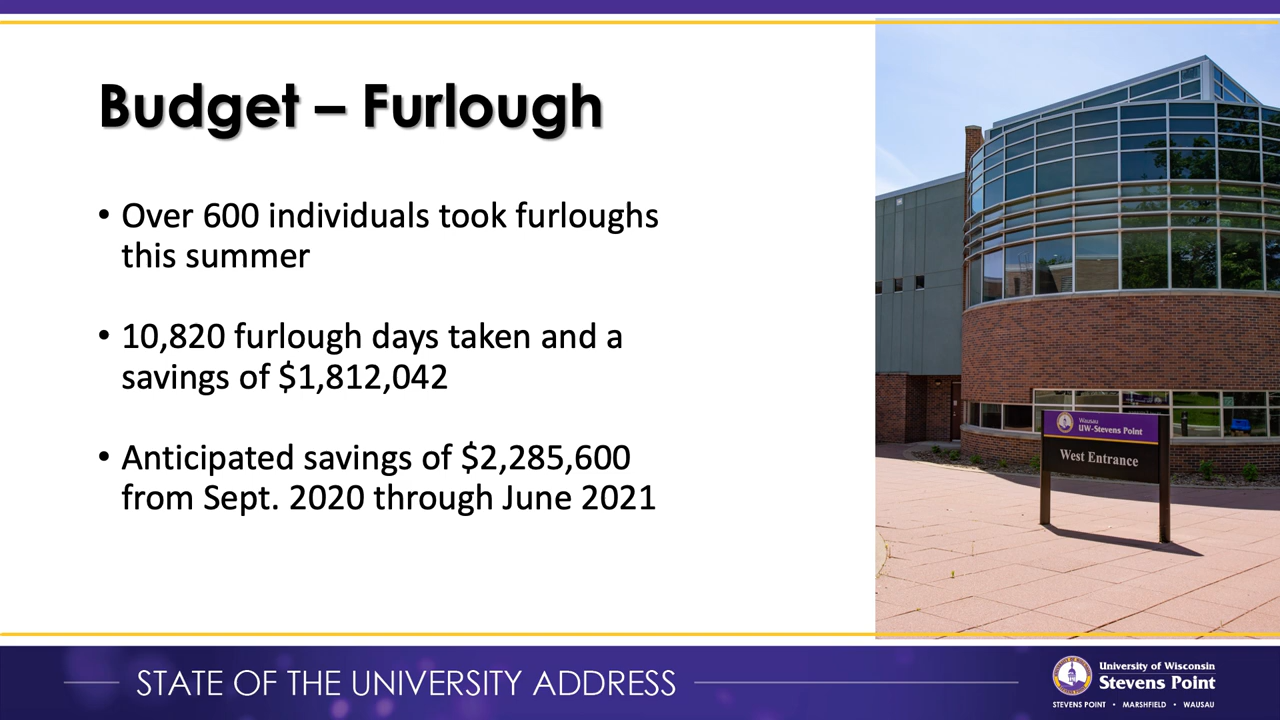 Budget – Furlough
• Over 600 individuals took furloughs
this summer
• 10,820 furlough days taken and a
savings of $1,812,042
• Anticipated savings of $2,285,600
from Sept. 2020 through June 2021
Wausau
UW-Stevens Point
West Entrance
STATE OF THE UNIVERSITY ADDRESS
University of Wisconsin
Stevens Point
STEVENS POINT • MARSHFIELD • WAUSAU